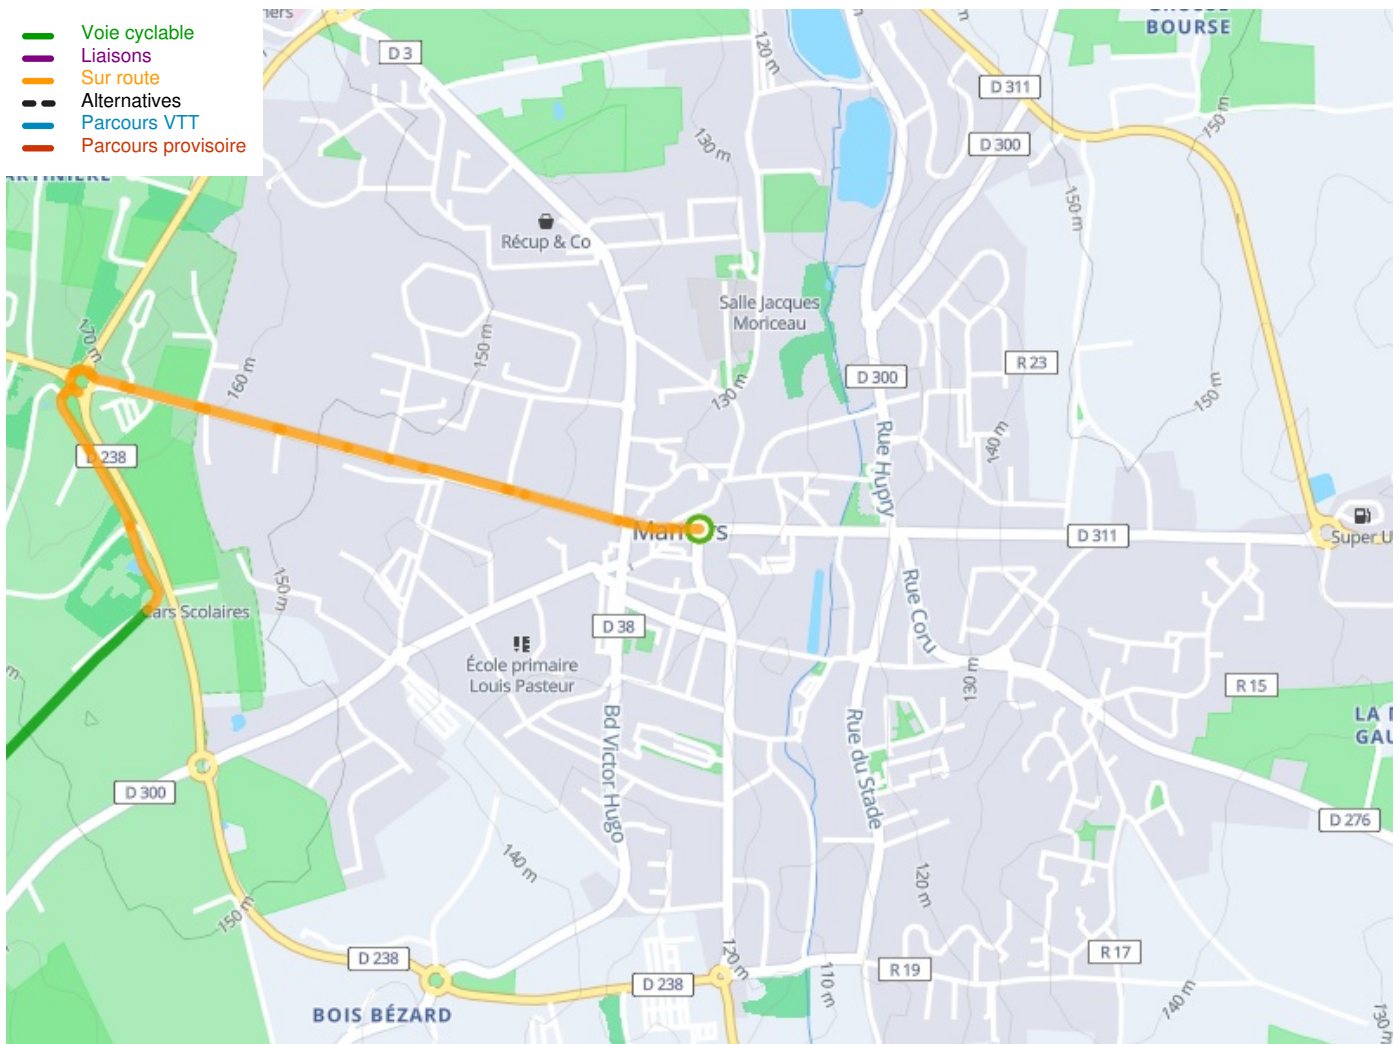 Voie cyclable
Liaisons
Sur route
Alternatives
Parcours VTT
Parcours provisoire
BOURSE
D 3
120 m
D 311
150 m
D 300
130 m
150 m
Récup & Co
Salle Jacques
Moriceau
170 m
150 m
160 m
R 23
D 300
130 m
150 m
D 238
140 m
Rue Hupry
Mamers
D 311
Super U
150 m
Rue Coru
Cars Scolaires
D 38
École primaire
Louis Pasteur
130 m
R 15
Bd Victor Hugo
Rue du Stade
D 300
D 276
140 m
120 m
150 m
D 238
120 m
110 m
R 19
R 17
D 238
140 m
130
BOIS BÉZARD